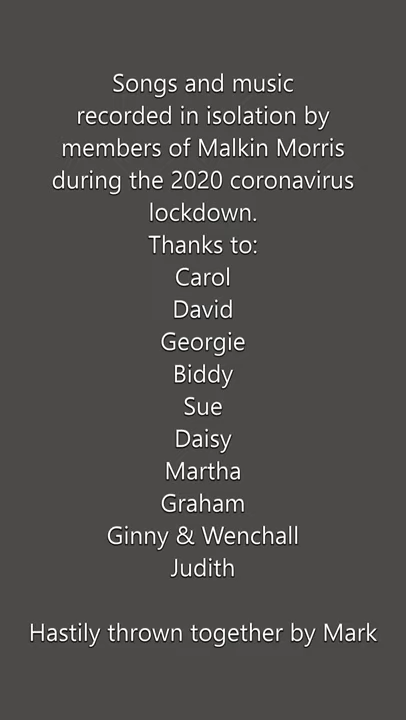 Songs and music
recorded in isolation by
members of Malkin Morris
during the 2020 coronavirus
lockdown.
Thanks to:
Carol
David
Georgie
Biddy
Sue
Daisy
Martha
Graham
Ginny & Wenchall
Judith
Hastily thrown together by Mark